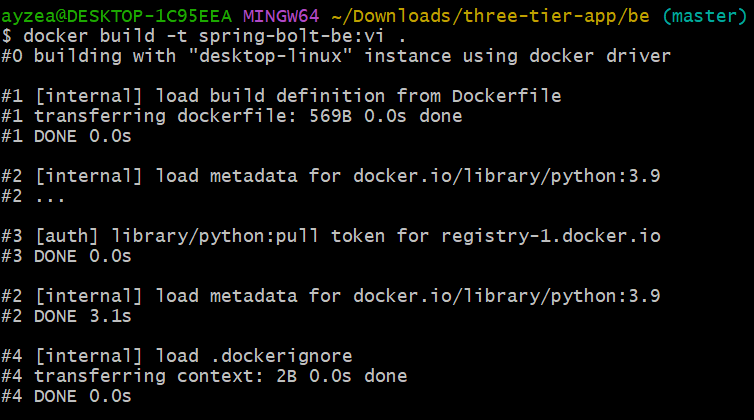 ayzea@DESKTOP-1C95EEA MINGW64 ~/Downloads/three-tier-app/be (master)
$ docker build -t spring-bolt-be:vi .
#0 building with "desktop-linux" instance using docker driver
#1 [internal] load build definition from Dockerfile
#1 transferring dockerfile: 569B 0.0s done
#1 DONE 0.0s
#2 [internal] load metadata for docker.io/library/python:3.9
#2 ...
#3 [auth] library/python:pull token for registry-1.docker.io
#3 DONE 0.0s
#2 [internal] load metadata for docker.io/library/python:3.9
#2 DONE 3.1s
#4 [internal] load .dockerignore
#4 transferring context: 2B 0.0s done
#4 DONE 0.0s